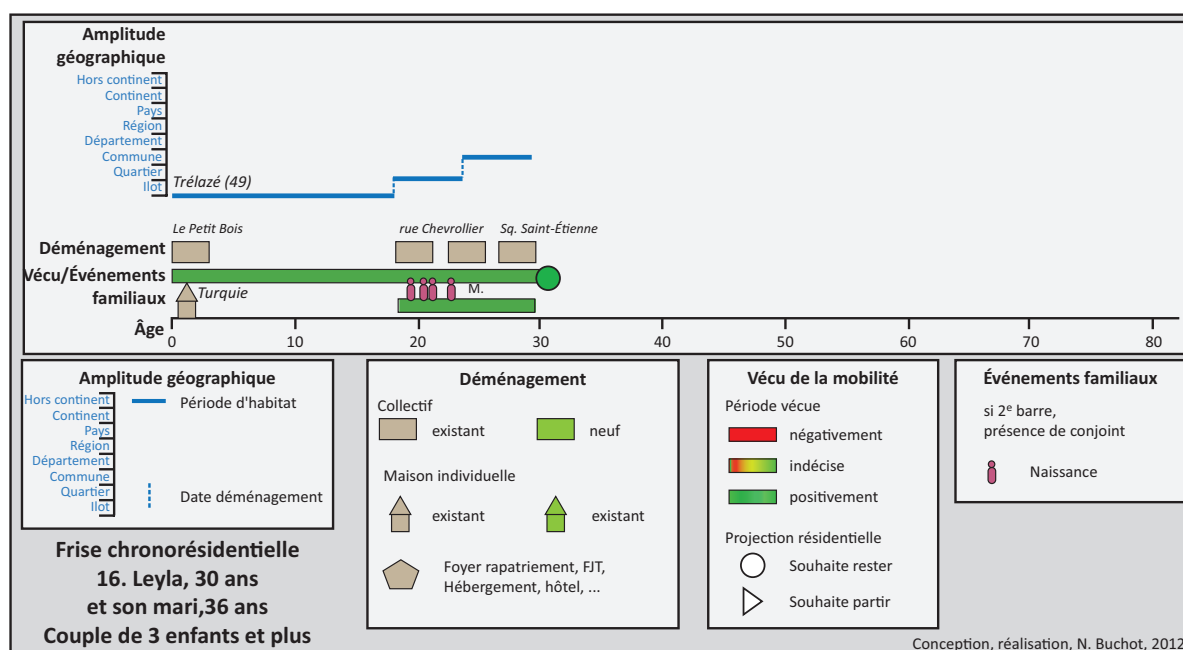 Amplitude
géographique
Hors continent
Continent
Pays
Région
Département
Commune
Quartier
Ilot
Trélazé (49)
Le Petit Bois
rue Chevrollier
Sq. Saint-Étienne
Déménagement
Vécu/Événements
familiaux
Turquie
M.
Âge
0 10 20 30 40 50 60 70 80
Amplitude géographique
Hors continent
Continent
Pays
Région
Département
Commune
Quartier
Ilot
Période d'habitat
Date déménagement
Frise chronorésidentielle
16. Leyla, 30 ans
et son mari,36 ans
Couple de 3 enfants et plus
Déménagement
Collectif
existant neuf
Maison individuelle
existant existant
Foyer rapatriement, FJT,
Hébergement, hôtel, ...
Vécu de la mobilité
Période vécue
négativement
indécise
positivement
Projection résidentielle
Souhaite rester
Souhaite partir
Événements familiaux
si 2e barre,
présence de conjoint
Naissance
Conception, réalisation, N. Buchot, 2012